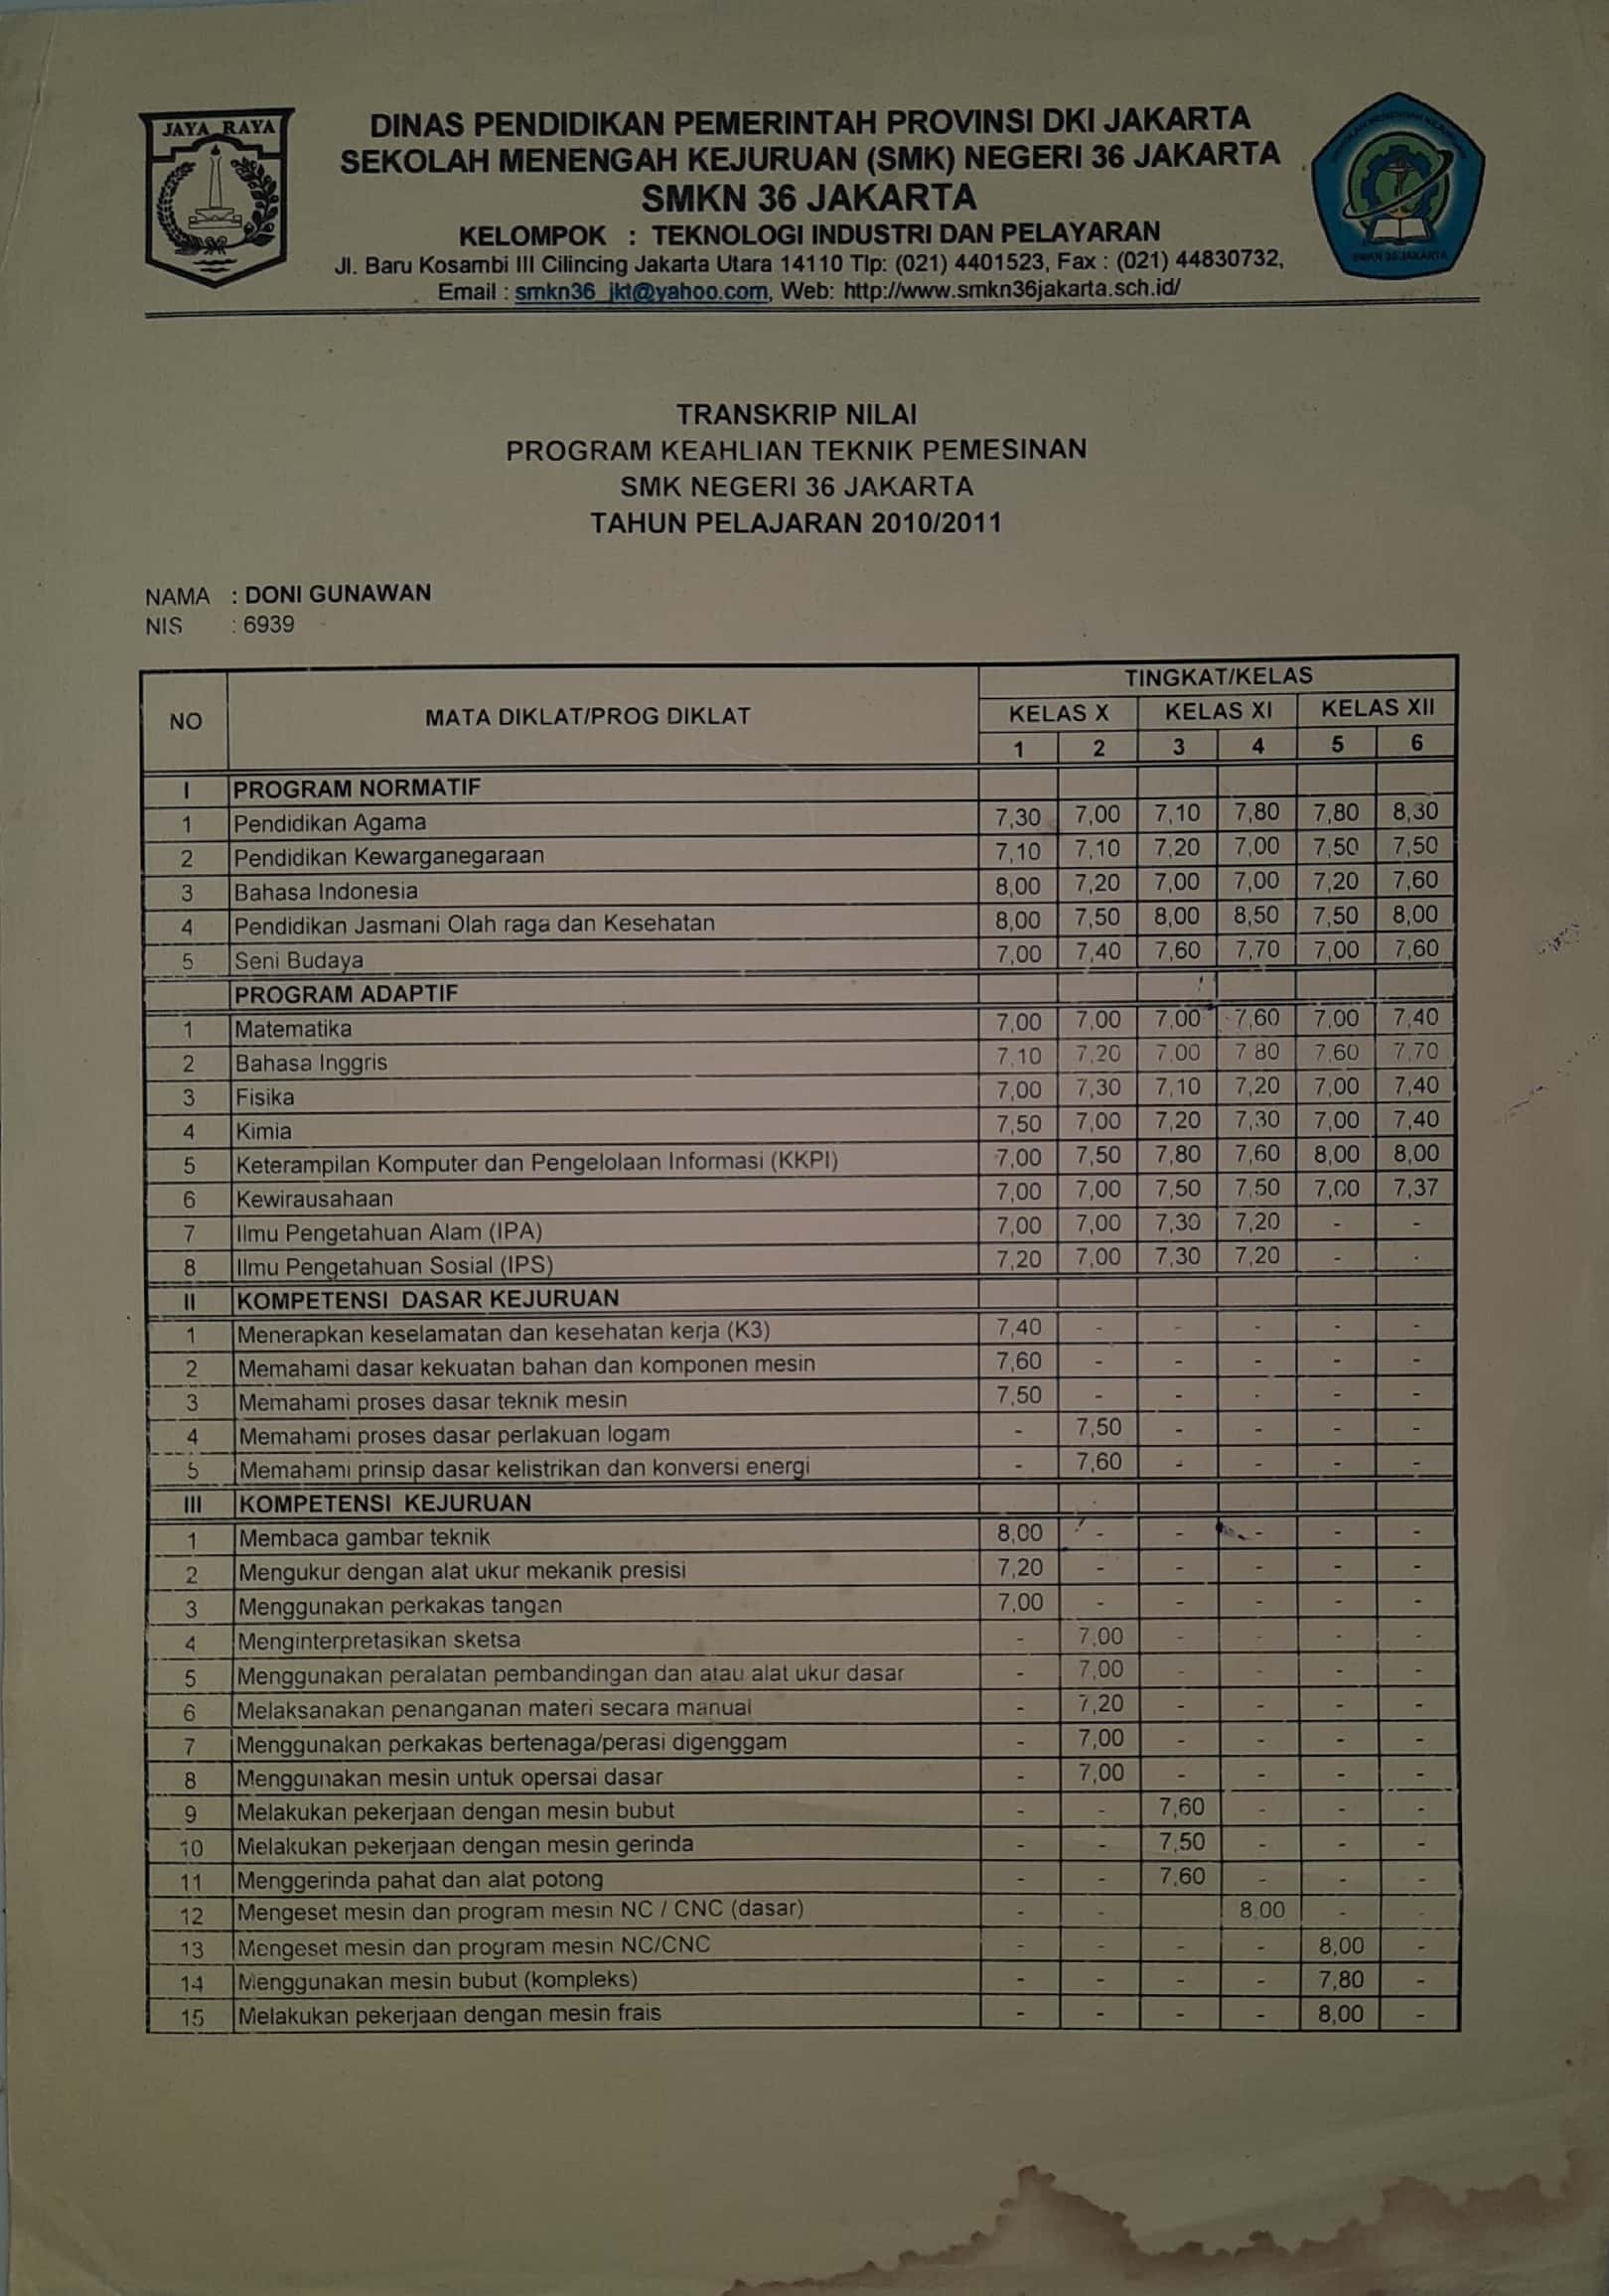 JAYA RAYA
DINAS PENDIDIKAN PEMERINTAH PROVINSI DKI JAKARTA
SEKOLAH MENENGAH KEJURUAN (SMK) NEGERI 36 JAKARTA
SMKN 36 JAKARTA
KELOMPOK : TEKNOLOGI INDUSTRI DAN PELAYARAN
Jl. Baru Kosambi III Cilincing Jakarta Utara 14110 Tlp: (021) 4401523, Fax : (021) 44830732,
Email : smkn36_jkt@yahoo.com, Web: http://www.smkn36jakarta.sch.id/
SMKN 36 JAKARTA
TRANSKRIP NILAI
PROGRAM KEAHLIAN TEKNIK PEMESINAN
SMK NEGERI 36 JAKARTA
TAHUN PELAJARAN 2010/2011
NAMA : DONI GUNAWAN
NIS : 6939
NO MATA DIKLAT/PROG DIKLAT TINGKAT/KELAS
KELAS X KELAS XI KELAS XII
1 2 3 4 5 6
I PROGRAM NORMATIF
1 Pendidikan Agama 7,30 7,00 7,10 7,80 7,80 8,30
2 Pendidikan Kewarganegaraan 7,10 7,10 7,20 7,00 7,50 7,50
3 Bahasa Indonesia 8,00 7,20 7,00 7,00 7,20 7,60
4 Pendidikan Jasmani Olah raga dan Kesehatan 8,00 7,50 8,00 8,50 7,50 8,00
5 Seni Budaya 7,00 7,40 7,60 7,70 7,00 7,60
PROGRAM ADAPTIF
1 Matematika 7,00 7,00 7,00 7,60 7,00 7,40
2 Bahasa Inggris 7,10 7,20 7,00 7,80 7,60 7,70
3 Fisika 7,00 7,30 7,10 7,20 7,00 7,40
4 Kimia 7,50 7,00 7,20 7,30 7,00 7,40
5 Keterampilan Komputer dan Pengelolaan Informasi (KKPI) 7,00 7,50 7,80 7,60 8,00 8,00
6 Kewirausahaan 7,00 7,00 7,50 7,50 7,00 7,37
7 Ilmu Pengetahuan Alam (IPA) 7,00 7,00 7,30 7,20 - -
8 Ilmu Pengetahuan Sosial (IPS) 7,20 7,00 7,30 7,20 - -
II KOMPETENSI DASAR KEJURUAN
1 Menerapkan keselamatan dan kesehatan kerja (K3) 7,40 - - - - -
2 Memahami dasar kekuatan bahan dan komponen mesin 7,60 - - - - -
3 Memahami proses dasar teknik mesin 7,50 - - - - -
4 Memahami proses dasar perlakuan logam - 7,50 - - - -
5 Memahami prinsip dasar kelistrikan dan konversi energi - 7,60 - - - -
III KOMPETENSI KEJURUAN
1 Membaca gambar teknik 8,00 - - - - -
2 Mengukur dengan alat ukur mekanik presisi 7,20 - - - - -
3 Menggunakan perkakas tangan 7,00 - - - - -
4 Menginterpretasikan sketsa - 7,00 - - - -
5 Menggunakan peralatan pembandingan dan atau alat ukur dasar - 7,00 - - - -
6 Melaksanakan penanganan materi secara manual - 7,20 - - - -
7 Menggunakan perkakas bertenaga/perasi digenggam - 7,00 - - - -
8 Menggunakan mesin untuk opersai dasar - 7,00 - - - -
9 Melakukan pekerjaan dengan mesin bubut - - 7,60 - - -
10 Melakukan pekerjaan dengan mesin gerinda - - 7,50 - - -
11 Menggerinda pahat dan alat potong - - 7,60 - - -
12 Mengeset mesin dan program mesin NC / CNC (dasar) - - 8,00 - -
13 Mengeset mesin dan program mesin NC/CNC - - - - 8,00 -
14 Menggunakan mesin bubut (kompleks) - - - - 7,80 -
15 Melakukan pekerjaan dengan mesin frais - - - - 8,00 -